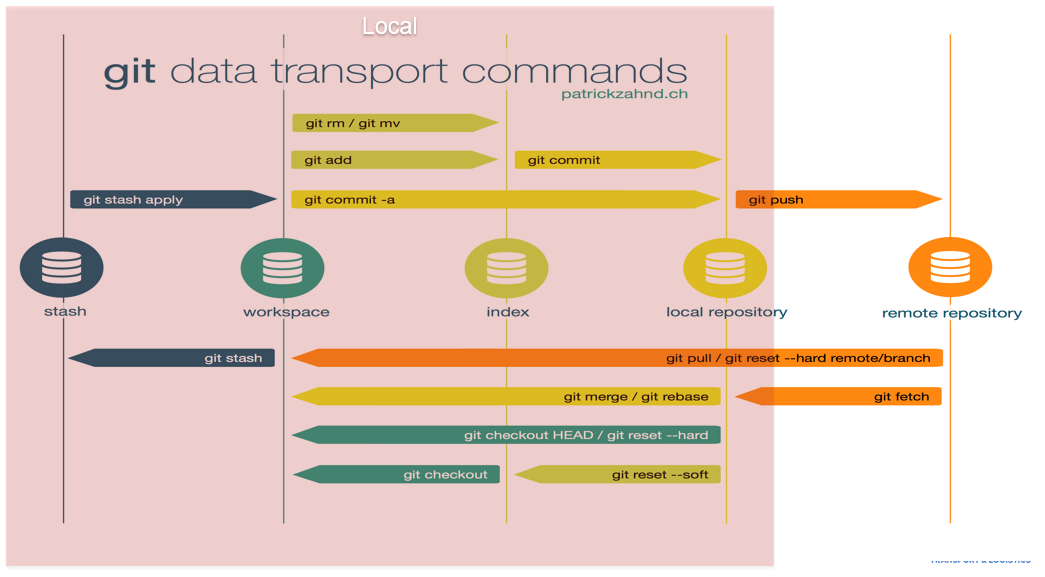 Local
git data transport commands
patrickzahnd.ch
git rm / git mv
git add
git commit
git stash apply
git commit -a
git push
stash
workspace
index
local repository
remote repository
git stash
git pull / git reset --hard remote/branch
git merge / git rebase
git fetch
git checkout HEAD / git reset --hard
git checkout
git reset --soft